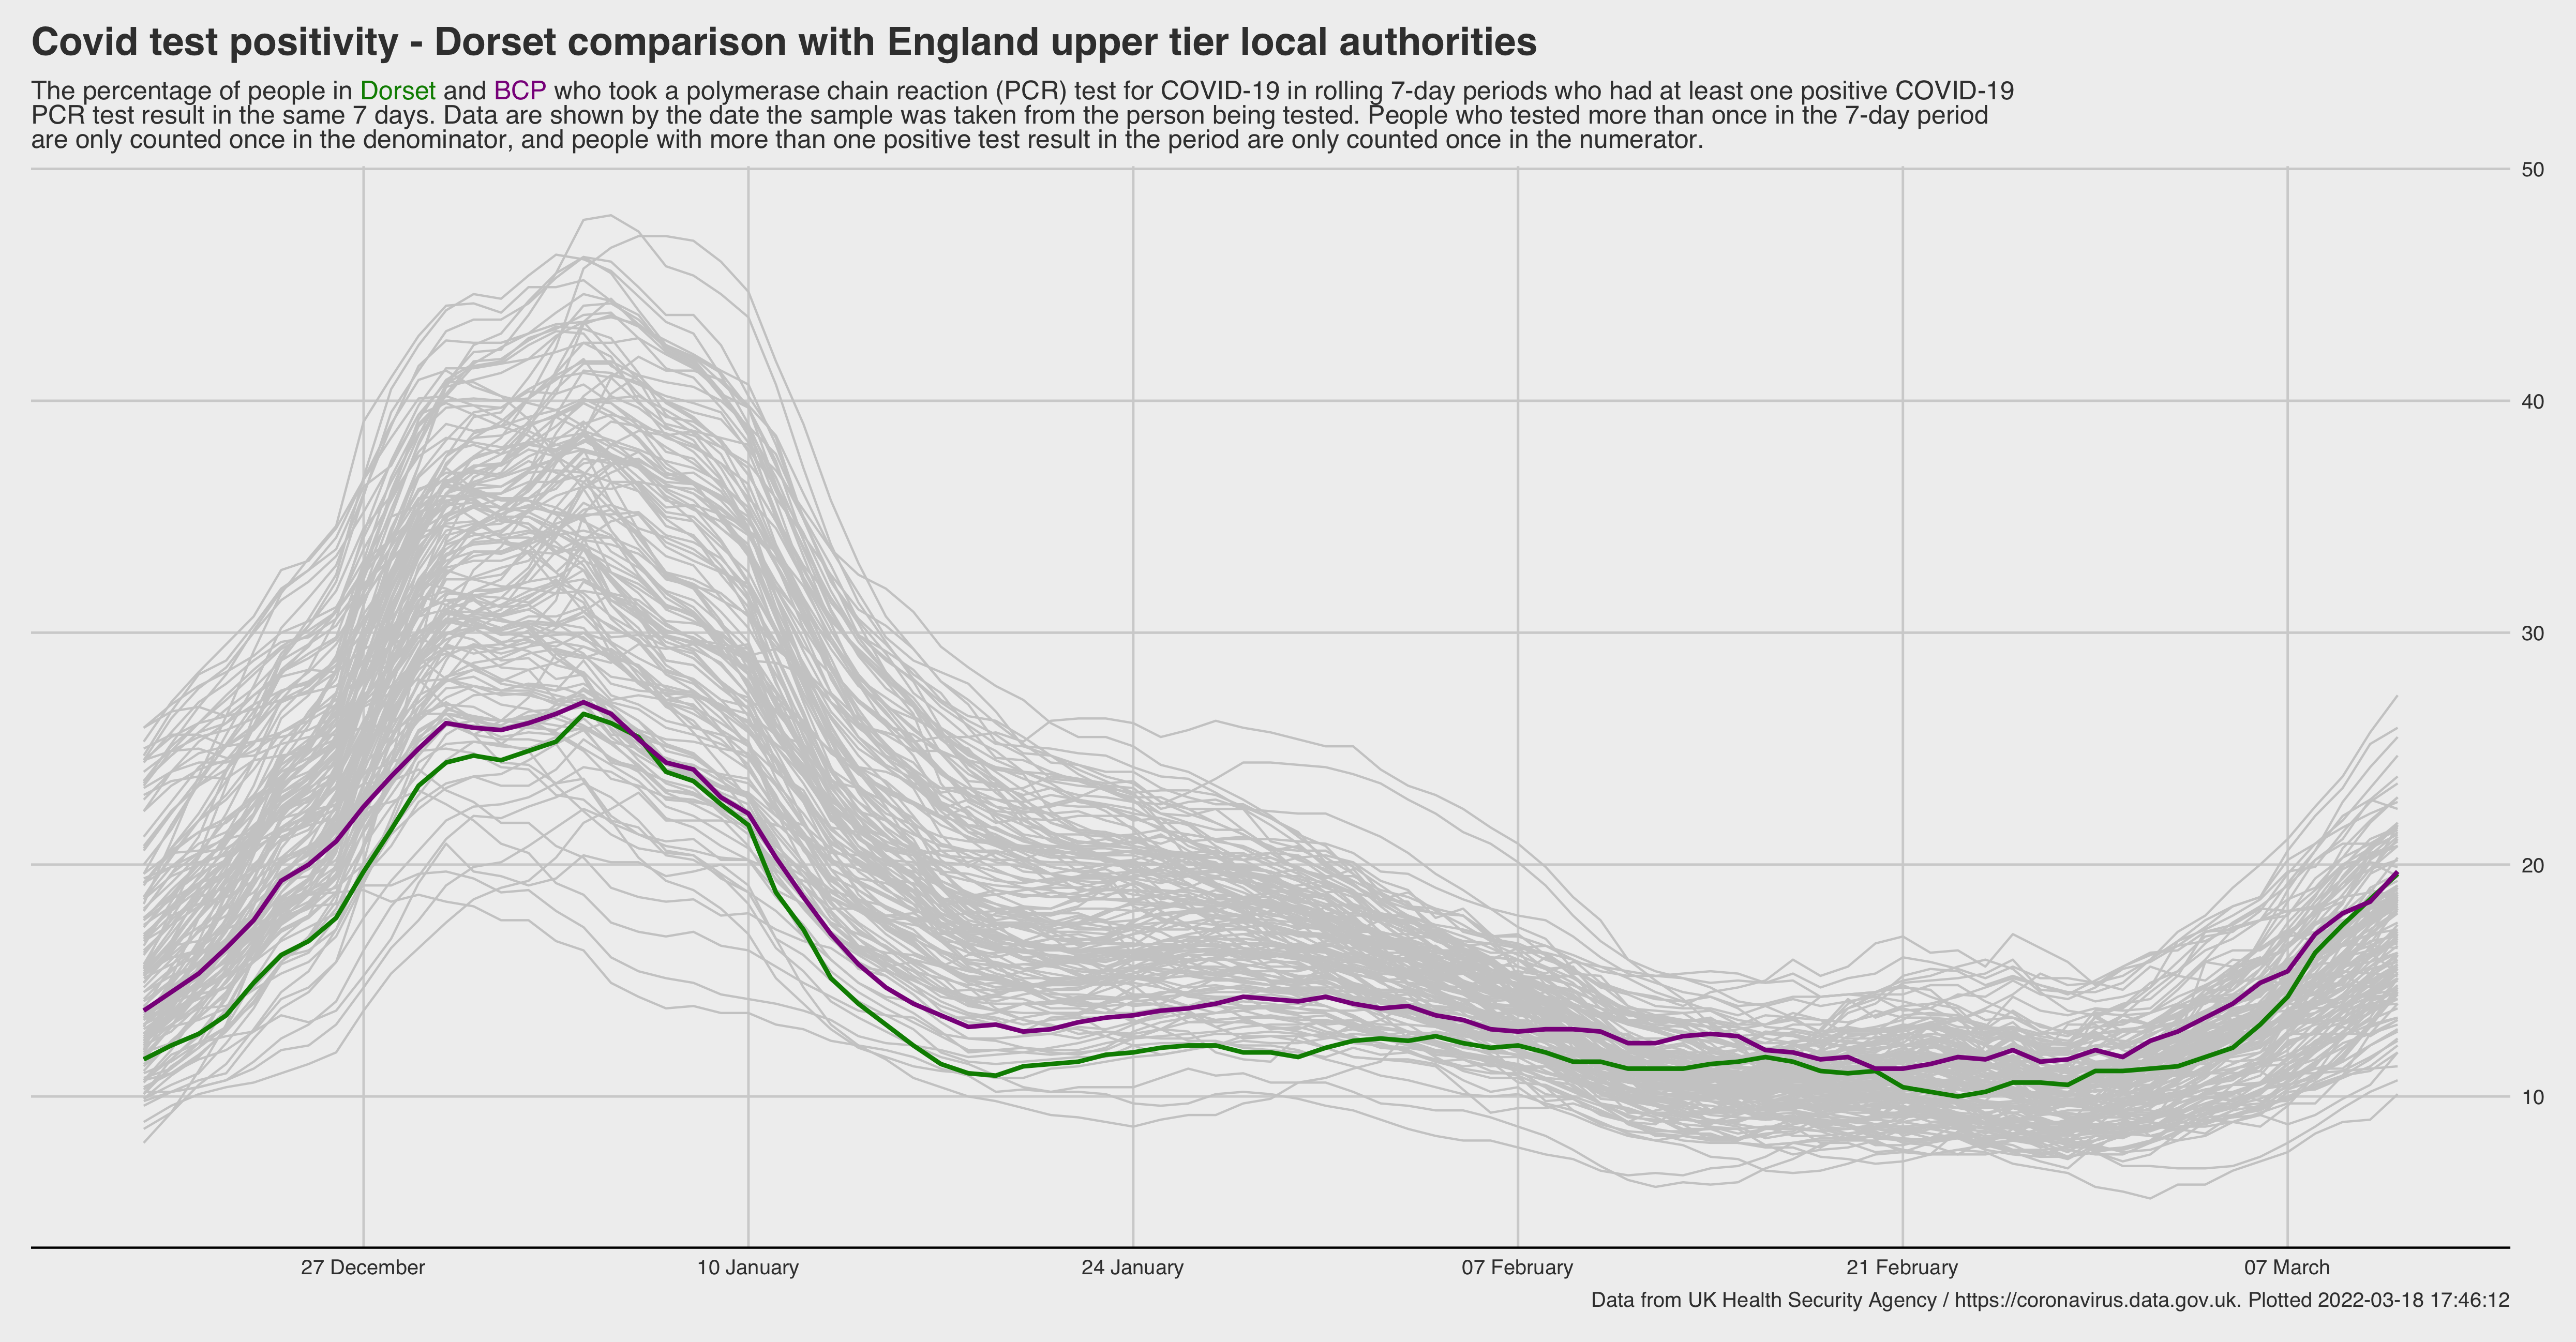 Covid test positivity - Dorset comparison with England upper tier local authorities
The percentage of people in Dorset and BCP who took a polymerase chain reaction (PCR) test for COVID-19 in rolling 7-day periods who had at least one positive COVID-19
PCR test result in the same 7 days. Data are shown by the date the sample was taken from the person being tested. People who tested more than once in the 7-day period
are only counted once in the denominator, and people with more than one positive test result in the period are only counted once in the numerator.
50
40
30
20
10
27 December
10 January
24 January
07 February
21 February
07 March
Data from UK Health Security Agency / https://coronavirus.data.gov.uk. Plotted 2022-03-18 17:46:12